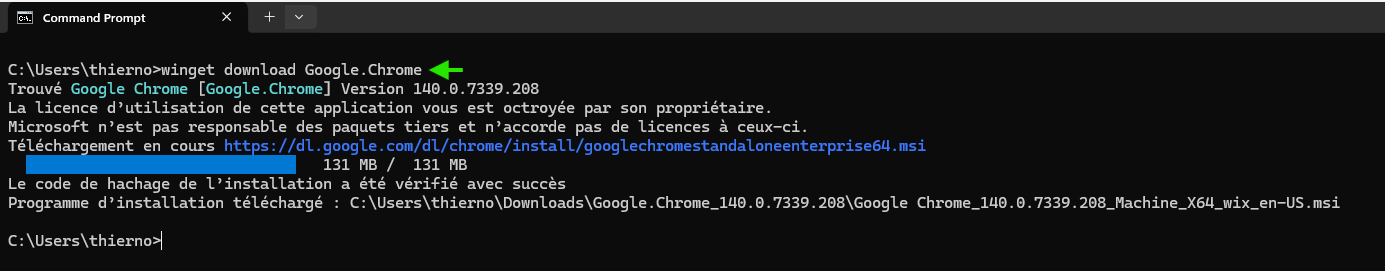 Command Prompt
C:\Users\thierno>winget download Google.Chrome
Trouvé Google Chrome [Google.Chrome] Version 140.0.7339.208
La licence d’utilisation de cette application vous est octroyée par son propriétaire.
Microsoft n’est pas responsable des paquets tiers et n’accorde pas de licences à ceux-ci.
Téléchargement en cours https://dl.google.com/dl/chrome/install/googlechromestandaloneenterprise64.msi
131 MB / 131 MB
Le code de hachage de l’installation a été vérifié avec succès
Programme d’installation téléchargé : C:\Users\thierno\Downloads\Google.Chrome_140.0.7339.208\Google Chrome_140.0.7339.208_Machine_X64_wix_en-US.msi
C:\Users\thierno>